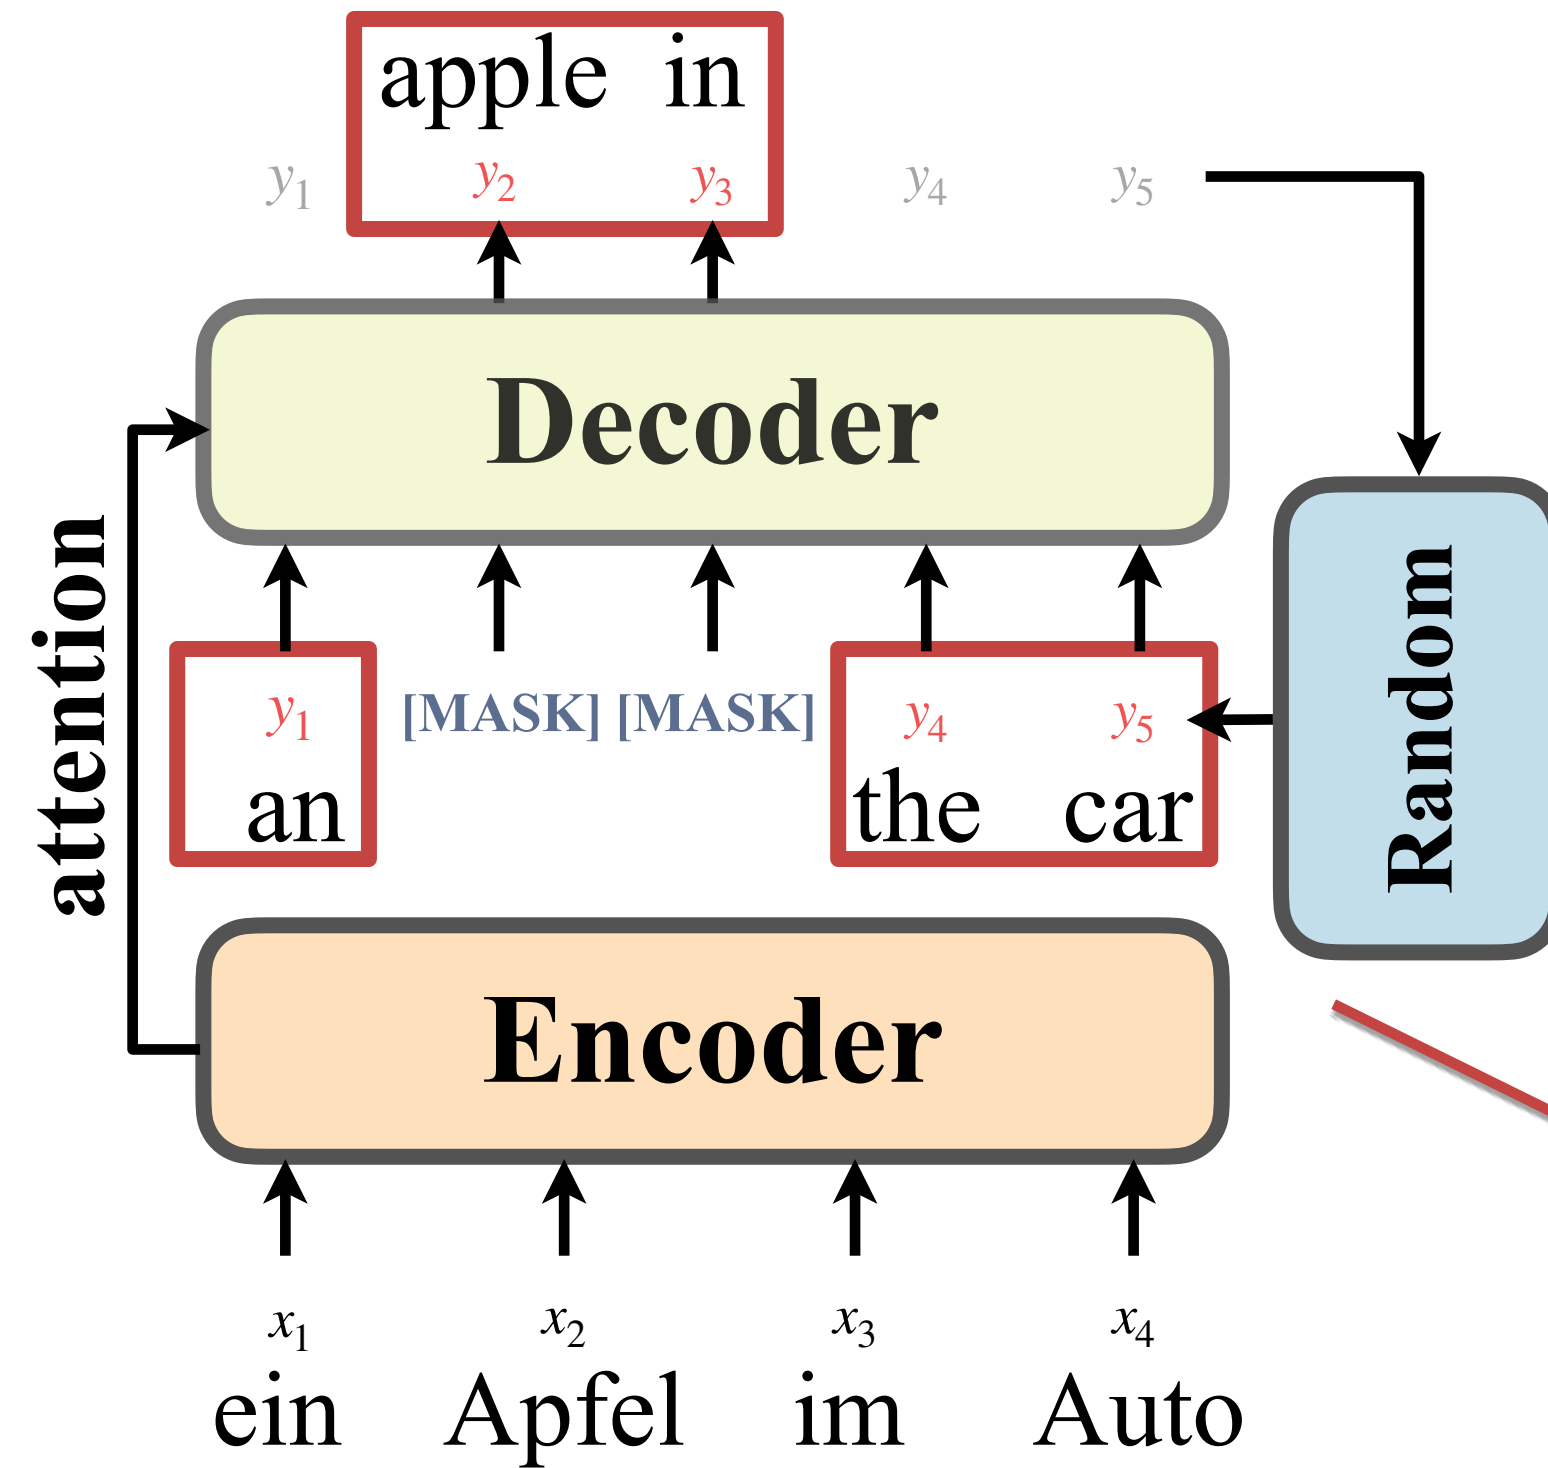 apple in
y1 y2 y3 y4 y5
Decoder
attention
Random
y1 [MASK] [MASK] y4 y5
an the car
Encoder
x1 x2 x3 x4
ein Apfel im Auto